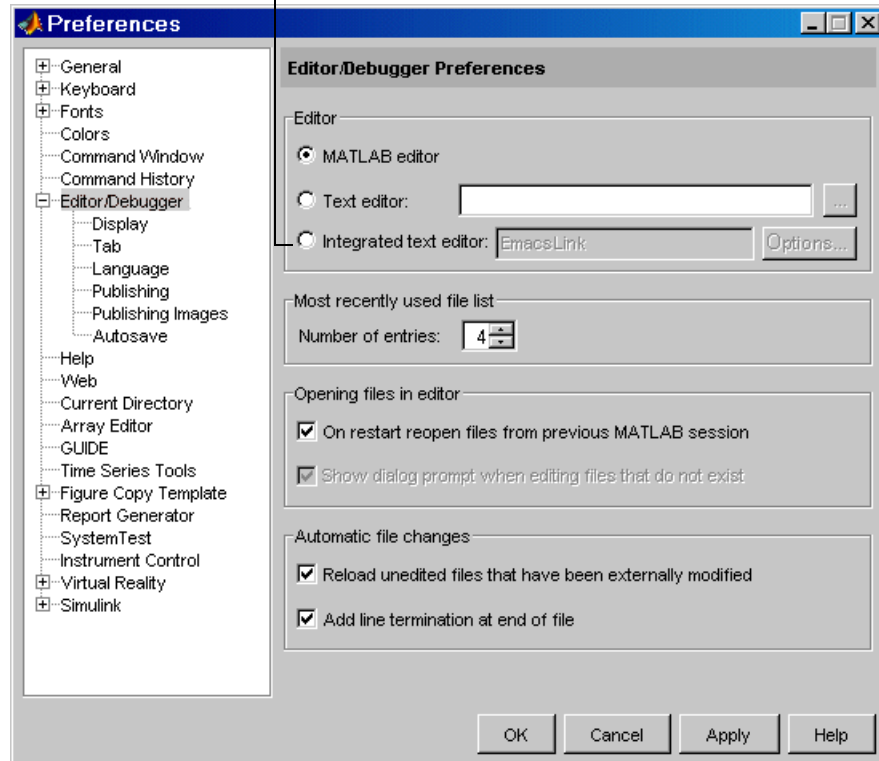 Preferences
General
Keyboard
Fonts
Colors
Command Window
Command History
Editor/Debugger
Display
Tab
Language
Publishing
Publishing Images
Autosave
Help
Web
Current Directory
Array Editor
GUIDE
Time Series Tools
Figure Copy Template
Report Generator
SystemTest
Instrument Control
Virtual Reality
Simulink
Editor/Debugger Preferences
Editor
MATLAB editor
Text editor: ...
Integrated text editor: EmacsLink Options...
Most recently used file list
Number of entries: 4
Opening files in editor
On restart reopen files from previous MATLAB session
Show dialog prompt when editing files that do not exist
Automatic file changes
Reload unedited files that have been externally modified
Add line termination at end of file
OK Cancel Apply Help